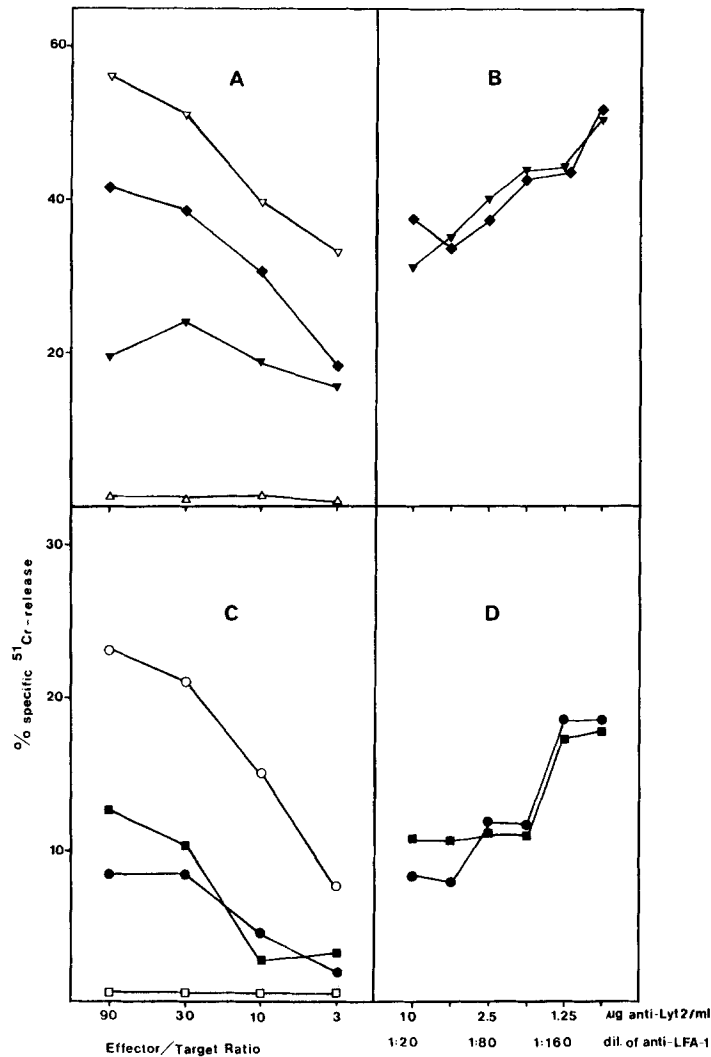 60
A
B
40
20
% specific 51Cr-release
30
C
D
20
10
90 30 10 3
10 2.5 1.25 µg anti-Lyt2/ml
Effector/Target Ratio
1:20 1:80 1:160 dil. of anti-LFA-1